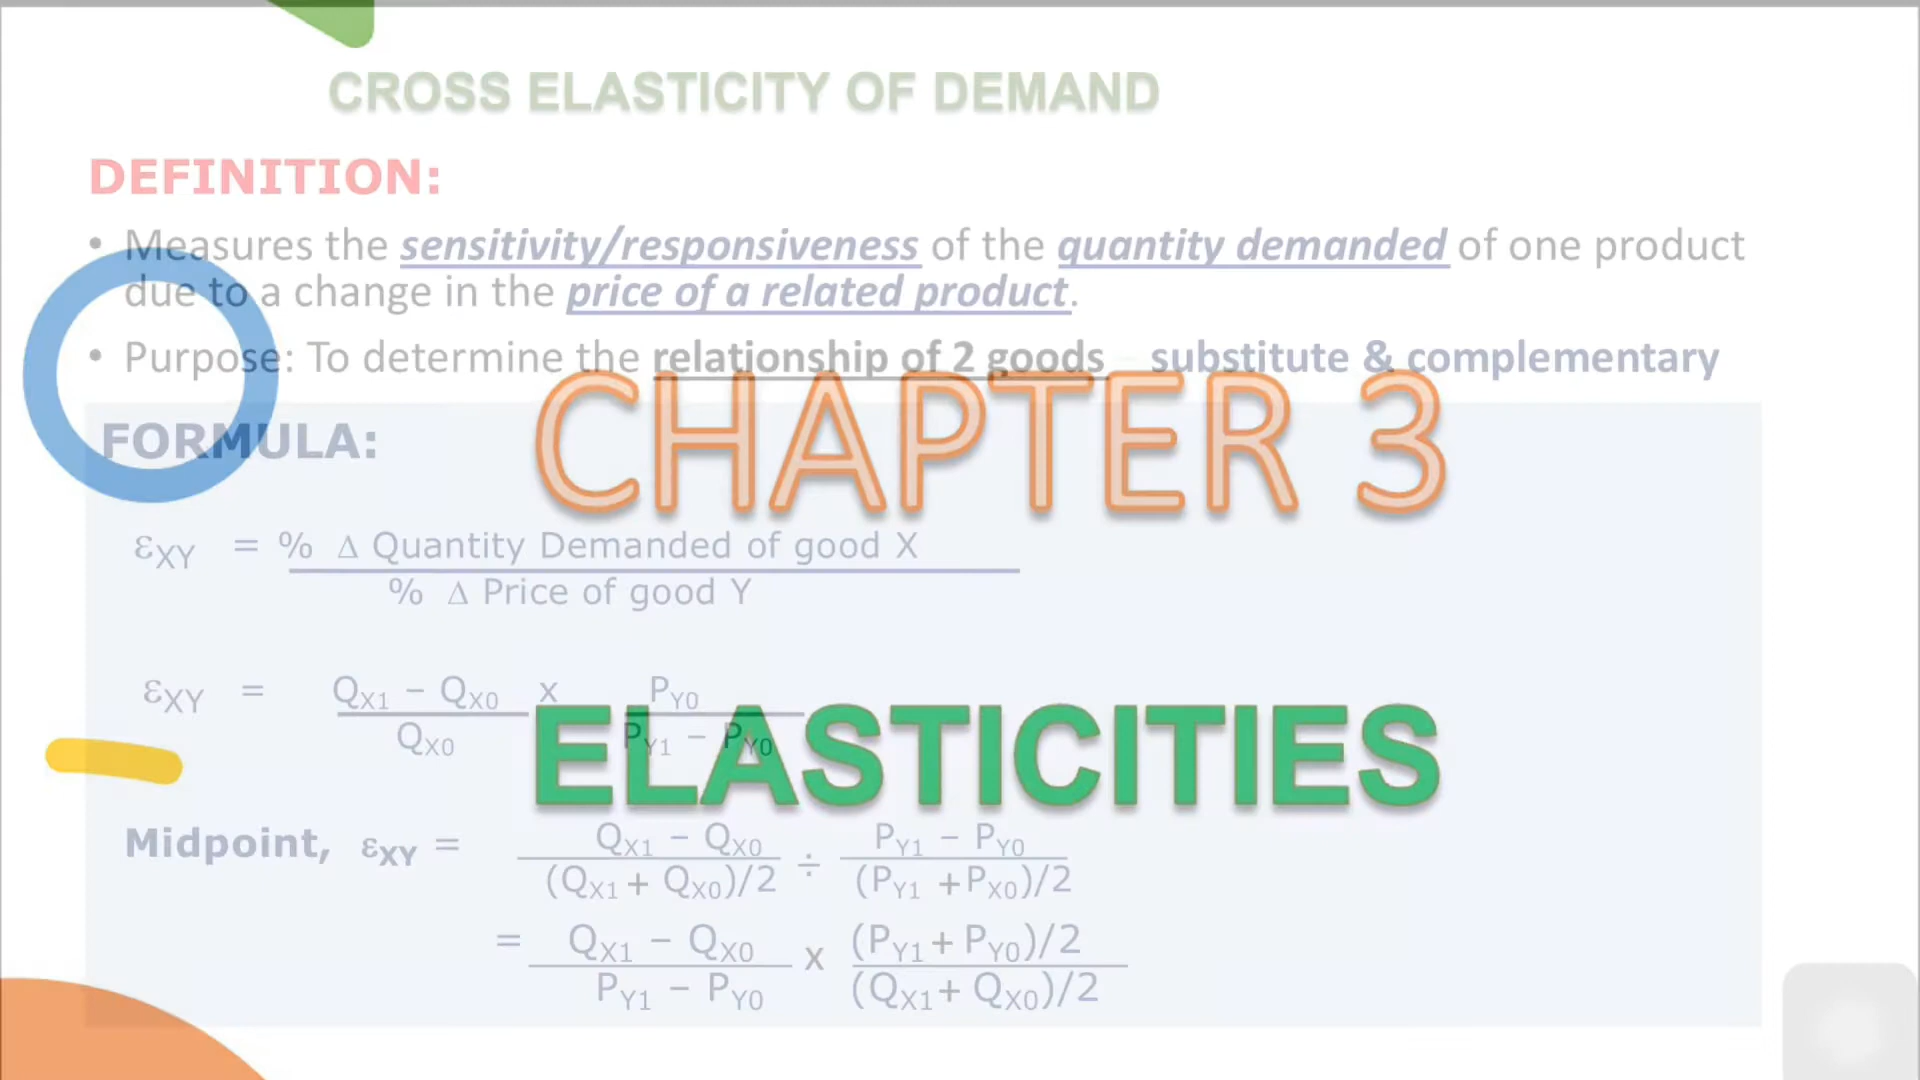 CROSS ELASTICITY OF DEMAND
DEFINITION:
• Measures the sensitivity/responsiveness of the quantity demanded of one product
due to a change in the price of a related product.
• Purpose: To determine the relationship of 2 goods – substitute & complementary
CHAPTER 3
FORMULA:
εXY = % Δ Quantity Demanded of good X
% Δ Price of good Y
εXY = QX1 – QX0 x PY0
QX0 PY1 – PY0
ELASTICITIES
Midpoint, εXY = QX1 – QX0 ÷ PY1 – PY0
(QX1+ QX0)/2 (PY1 +PX0)/2
= QX1 – QX0 x (PY1+ PY0)/2
PY1 – PY0 (QX1+ QX0)/2